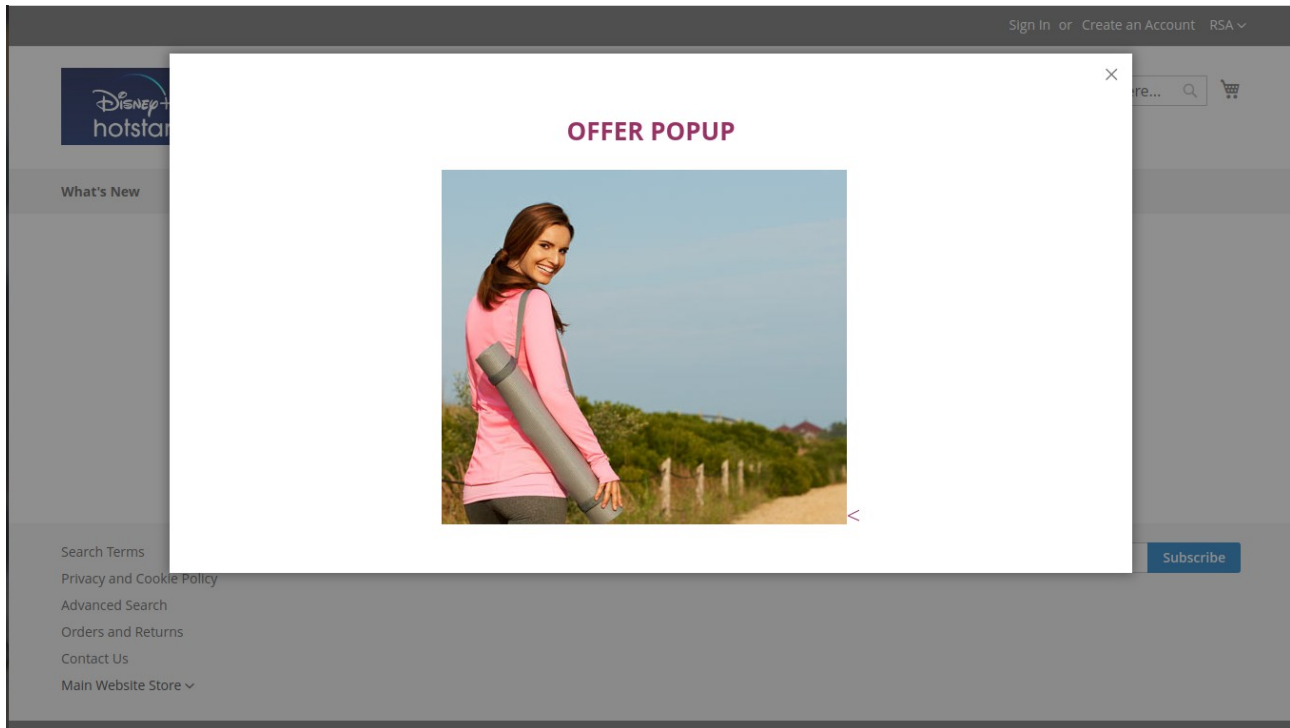 Sign In or Create an Account RSA
Disney+
hotstar
re...
OFFER POPUP
What's New
<
Search Terms
Subscribe
Privacy and Cookie Policy
Advanced Search
Orders and Returns
Contact Us
Main Website Store